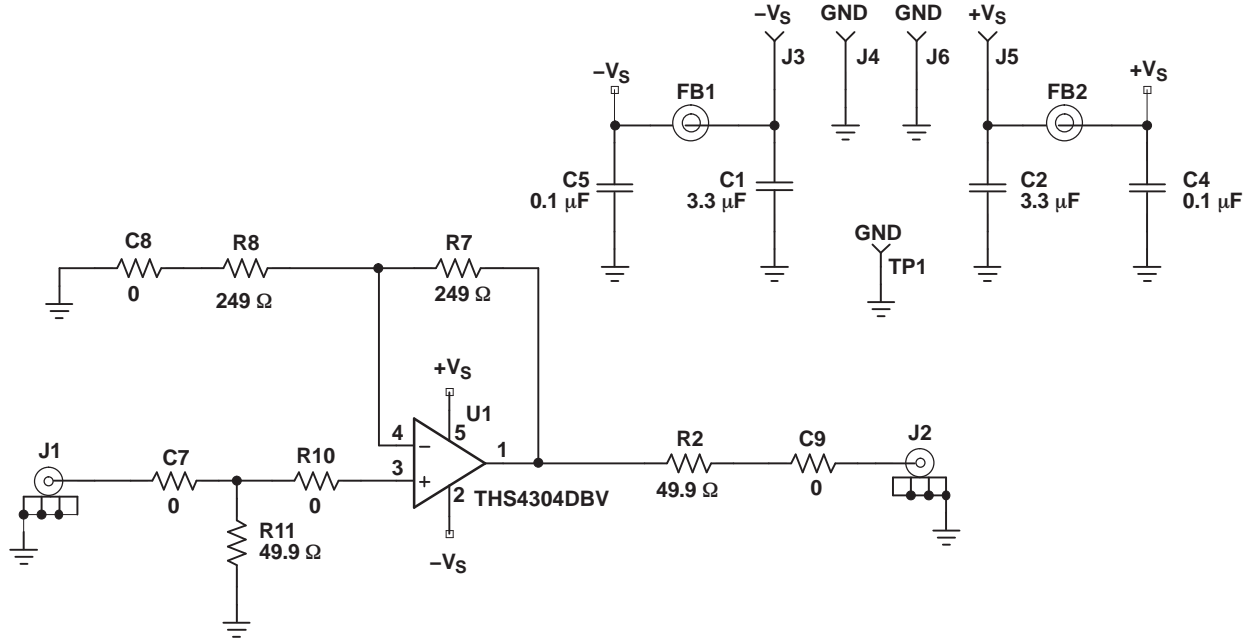 −VS
GND
GND
+VS
J3
J4
J6
J5
−VS
FB1
FB2
+VS
C5
0.1 µF
C1
3.3 µF
C2
3.3 µF
C4
0.1 µF
GND
TP1
C8
0
R8
249 Ω
R7
249 Ω
+VS
U1
5
4
−
1
3
+
2
THS4304DBV
−VS
J1
C7
0
R10
0
R11
49.9 Ω
R2
49.9 Ω
C9
0
J2